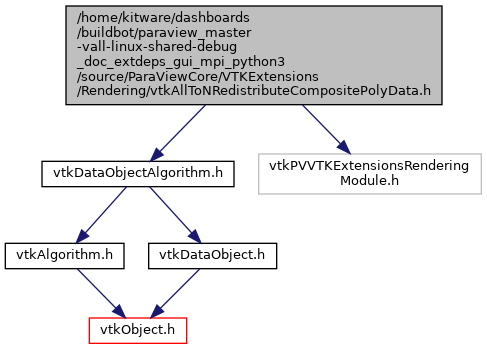 /home/kitware/dashboards
/buildbot/paraview_master
-vall-linux-shared-debug
_doc_extdeps_gui_mpi_python3
/source/ParaViewCore/VTKExtensions
/Rendering/vtkAllToNRedistributeCompositePolyData.h
vtkDataObjectAlgorithm.h
vtkPVVTKExtensionsRendering
Module.h
vtkAlgorithm.h
vtkDataObject.h
vtkObject.h